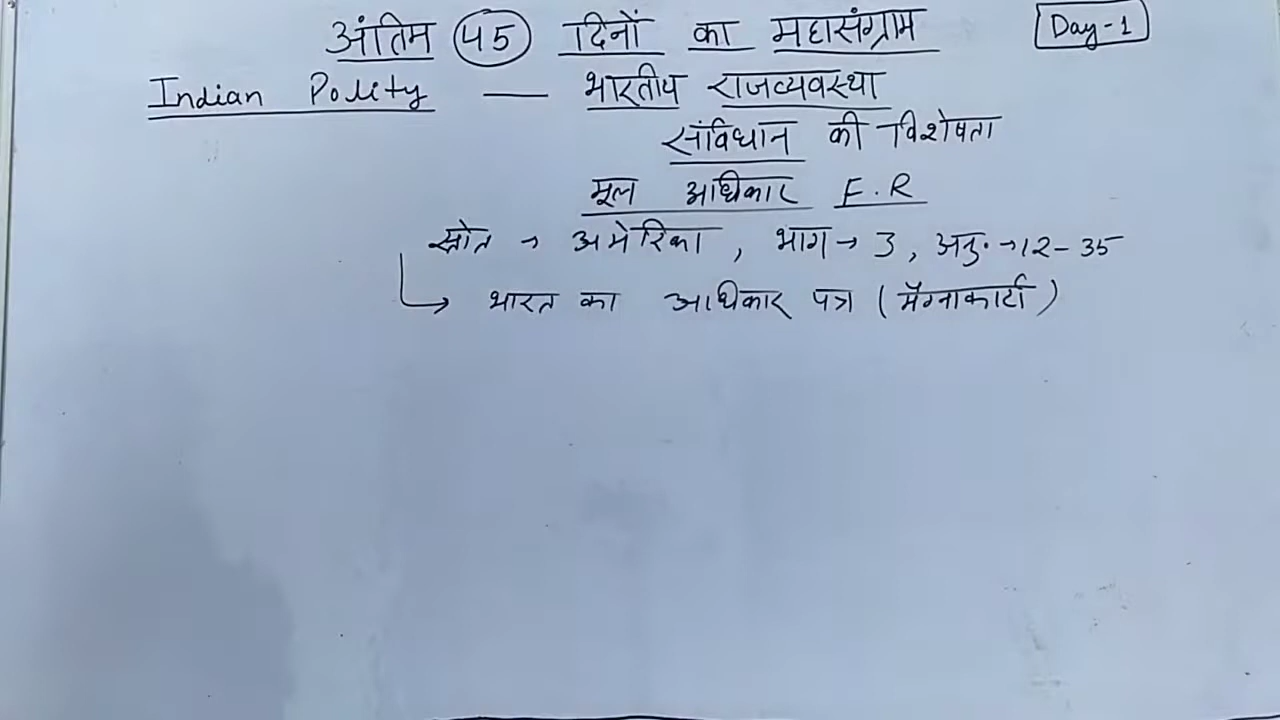 अंतिम 45 दिनों का महासंग्राम Day-1
Indian Polity — भारतीय राजव्यवस्था
संविधान की विशेषता
मूल अधिकार F.R
स्रोत → अमेरिका, भाग → 3, अनु॰ → 12-35
↳ भारत का अधिकार पत्र (मैग्नाकार्टा)